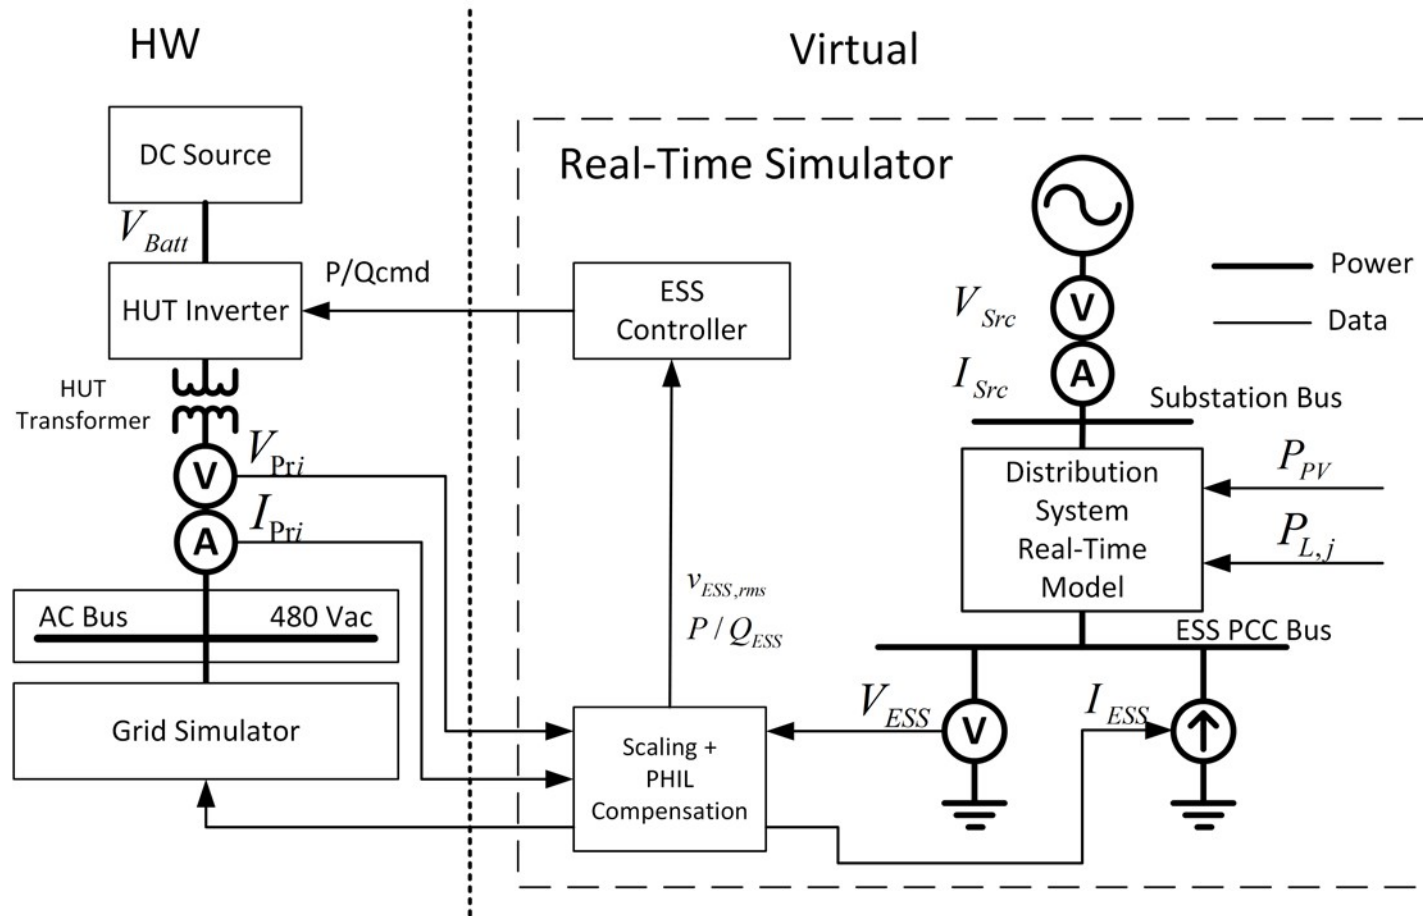 HW
Virtual
DC Source
Real-Time Simulator
V_Batt
P/Qcmd
HUT Inverter
ESS
Controller
V_Src
V
Power
Data
I_Src
A
HUT
Transformer
Substation Bus
V_Pri
V
I_Pri
A
Distribution
System
Real-Time
Model
P_PV
P_L,j
AC Bus
480 Vac
v_ESS,rms
P / Q_ESS
ESS PCC Bus
Grid Simulator
Scaling +
PHIL
Compensation
V_ESS
V
I_ESS